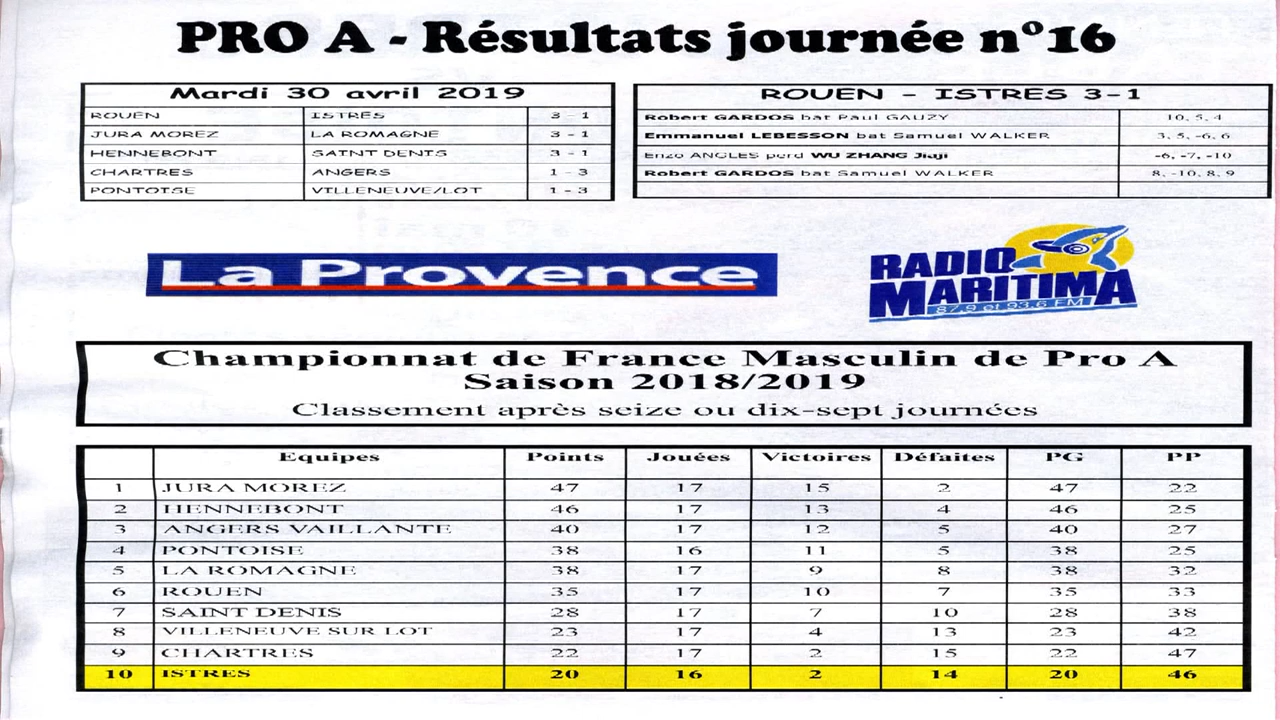 PRO A - Résultats journée n°16
Mardi 30 avril 2019
ROUEN ISTRES 3 - 1
JURA MOREZ LA ROMAGNE 3 - 1
HENNEBONT SAINT DENIS 3 - 1
CHARTRES ANGERS 1 - 3
PONTOISE VILLENEUVE/LOT 1 - 3
ROUEN - ISTRES 3-1
Robert GARDOS bat Paul GAUZY 10, 5, 4
Emmanuel LEBESSON bat Samuel WALKER 3, 5, -6, 6
Enzo ANGLES perd WU ZHANG Jiaji -6, -7, -10
Robert GARDOS bat Samuel WALKER 8, -10, 8, 9
La Provence
RADIO
MARITIMA
87.9 et 93.6 FM
Championnat de France Masculin de Pro A
Saison 2018/2019
Classement après seize ou dix-sept journées
Equipes Points Jouées Victoires Défaites PG PP
1 JURA MOREZ 47 17 15 2 47 22
2 HENNEBONT 46 17 13 4 46 25
3 ANGERS VAILLANTE 40 17 12 5 40 27
4 PONTOISE 38 16 11 5 38 25
5 LA ROMAGNE 38 17 9 8 38 32
6 ROUEN 35 17 10 7 35 33
7 SAINT DENIS 28 17 7 10 28 38
8 VILLENEUVE SUR LOT 23 17 4 13 23 42
9 CHARTRES 22 17 2 15 22 47
10 ISTRES 20 16 2 14 20 46